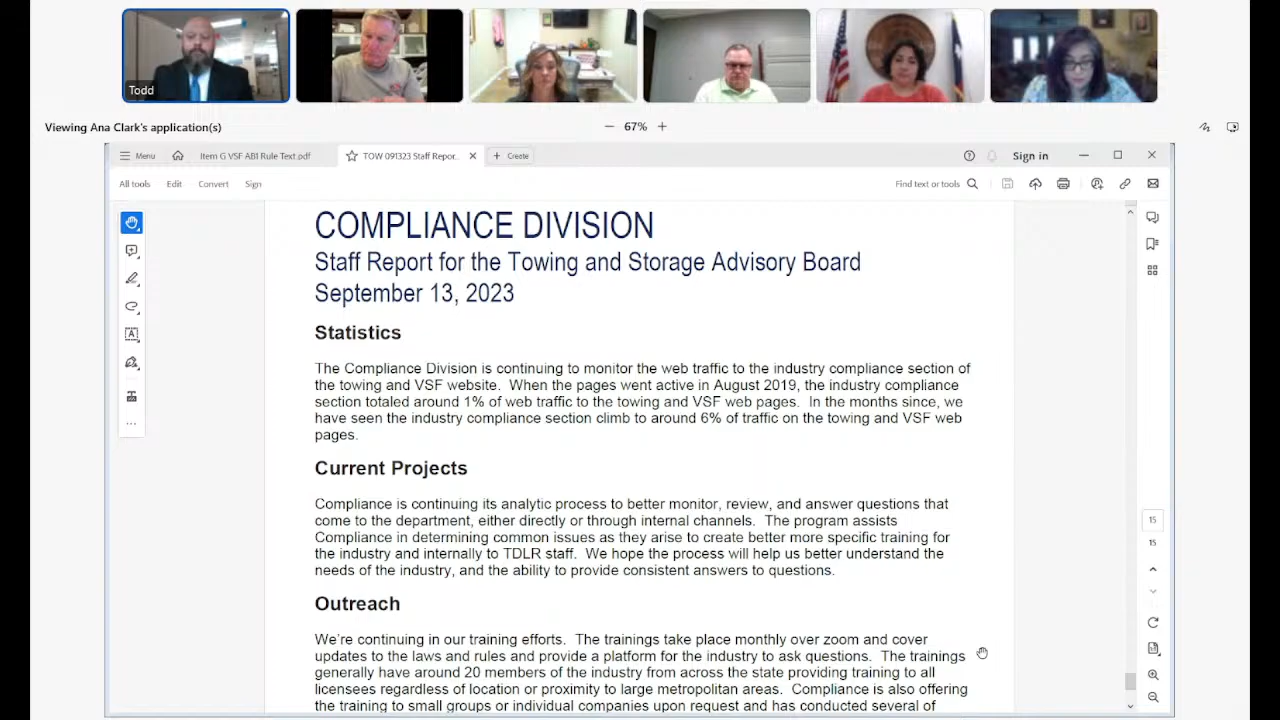 Todd
Viewing Ana Clark's application(s)
67%
Menu
Item G VSF AB1 Rule Text.pdf
TOW 091323 Staff Repor...
Create
Sign in
All tools
Edit
Convert
Sign
Find text or tools
COMPLIANCE DIVISION
Staff Report for the Towing and Storage Advisory Board
September 13, 2023
Statistics
The Compliance Division is continuing to monitor the web traffic to the industry compliance section of
the towing and VSF website. When the pages went active in August 2019, the industry compliance
section totaled around 1% of web traffic to the towing and VSF web pages. In the months since, we
have seen the industry compliance section climb to around 6% of traffic on the towing and VSF web
pages.
Current Projects
Compliance is continuing its analytic process to better monitor, review, and answer questions that
come to the department, either directly or through internal channels. The program assists
Compliance in determining common issues as they arise to create better more specific training for
the industry and internally to TDLR staff. We hope the process will help us better understand the
needs of the industry, and the ability to provide consistent answers to questions.
Outreach
We're continuing in our training efforts. The trainings take place monthly over zoom and cover
updates to the laws and rules and provide a platform for the industry to ask questions. The trainings
generally have around 20 members of the industry from across the state providing training to all
licensees regardless of location or proximity to large metropolitan areas. Compliance is also offering
the training to small groups or individual companies upon request and has conducted several of
15
15